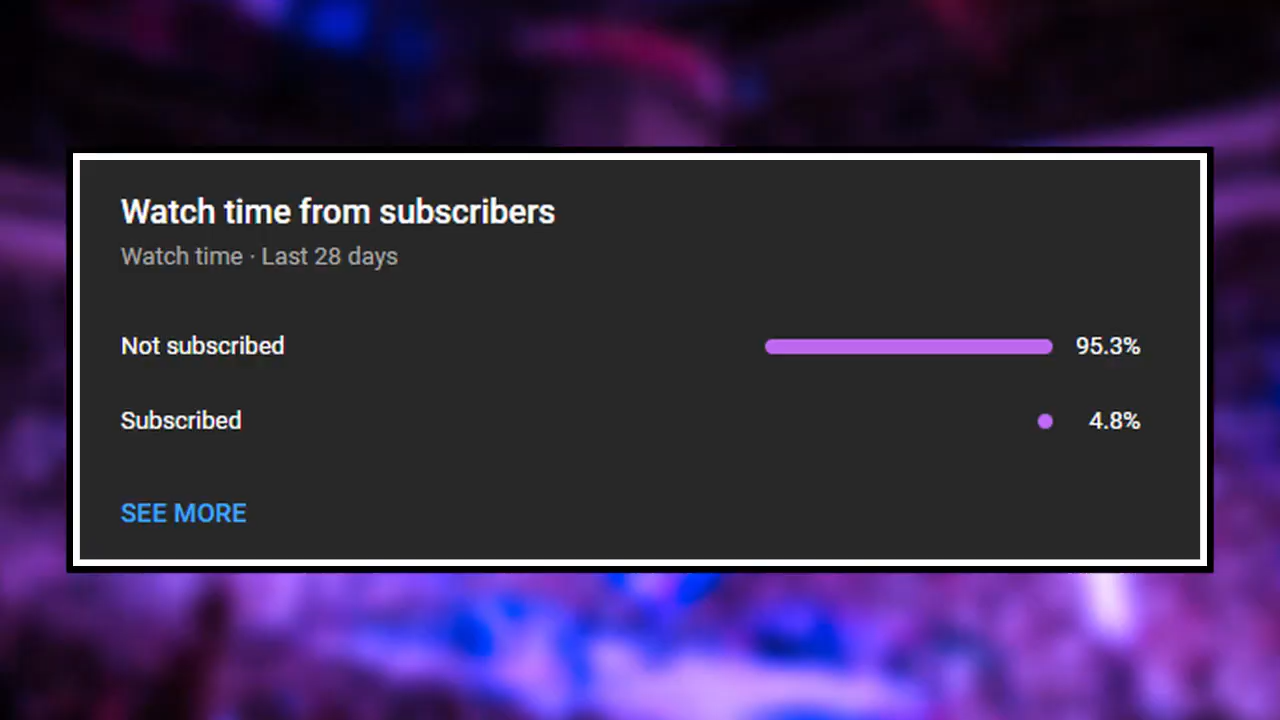 Watch time from subscribers
Watch time · Last 28 days
Not subscribed 95.3%
Subscribed 4.8%
SEE MORE